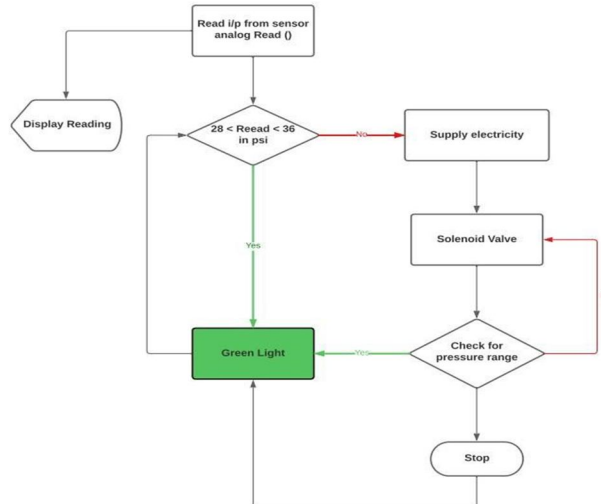 Read i/p from sensor
analog Read ()
Display Reading
28 < Reead < 36
in psi
No
Supply electricity
Yes
Solenoid Valve
Green Light
Yes
Check for
pressure range
Stop